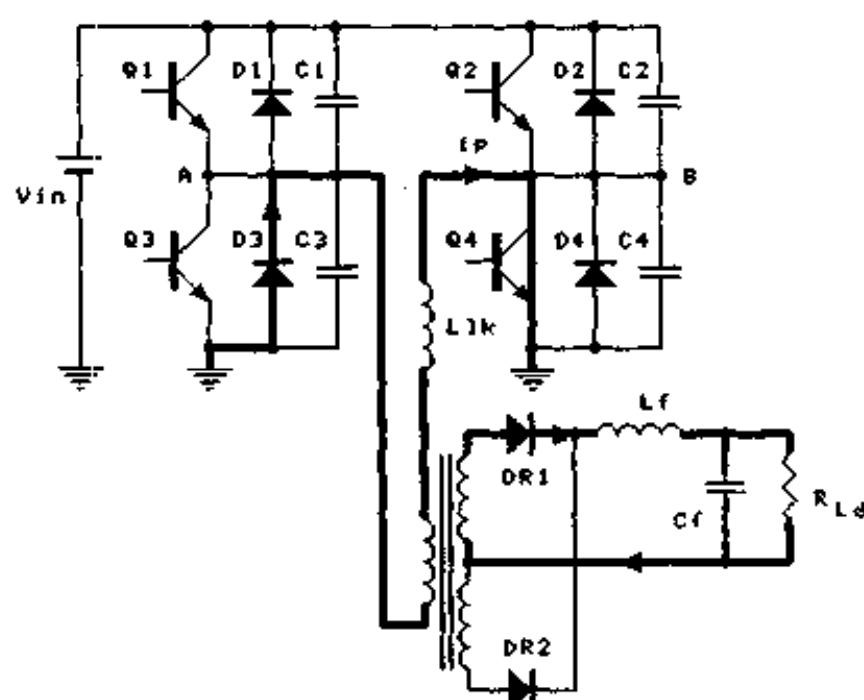 Q1 D1 C1 Q2 D2 C2
ip
Vin A B
Q3 D3 C3 Q4 D4 C4
Llk
Lf
DR1
Cf RLd
DR2